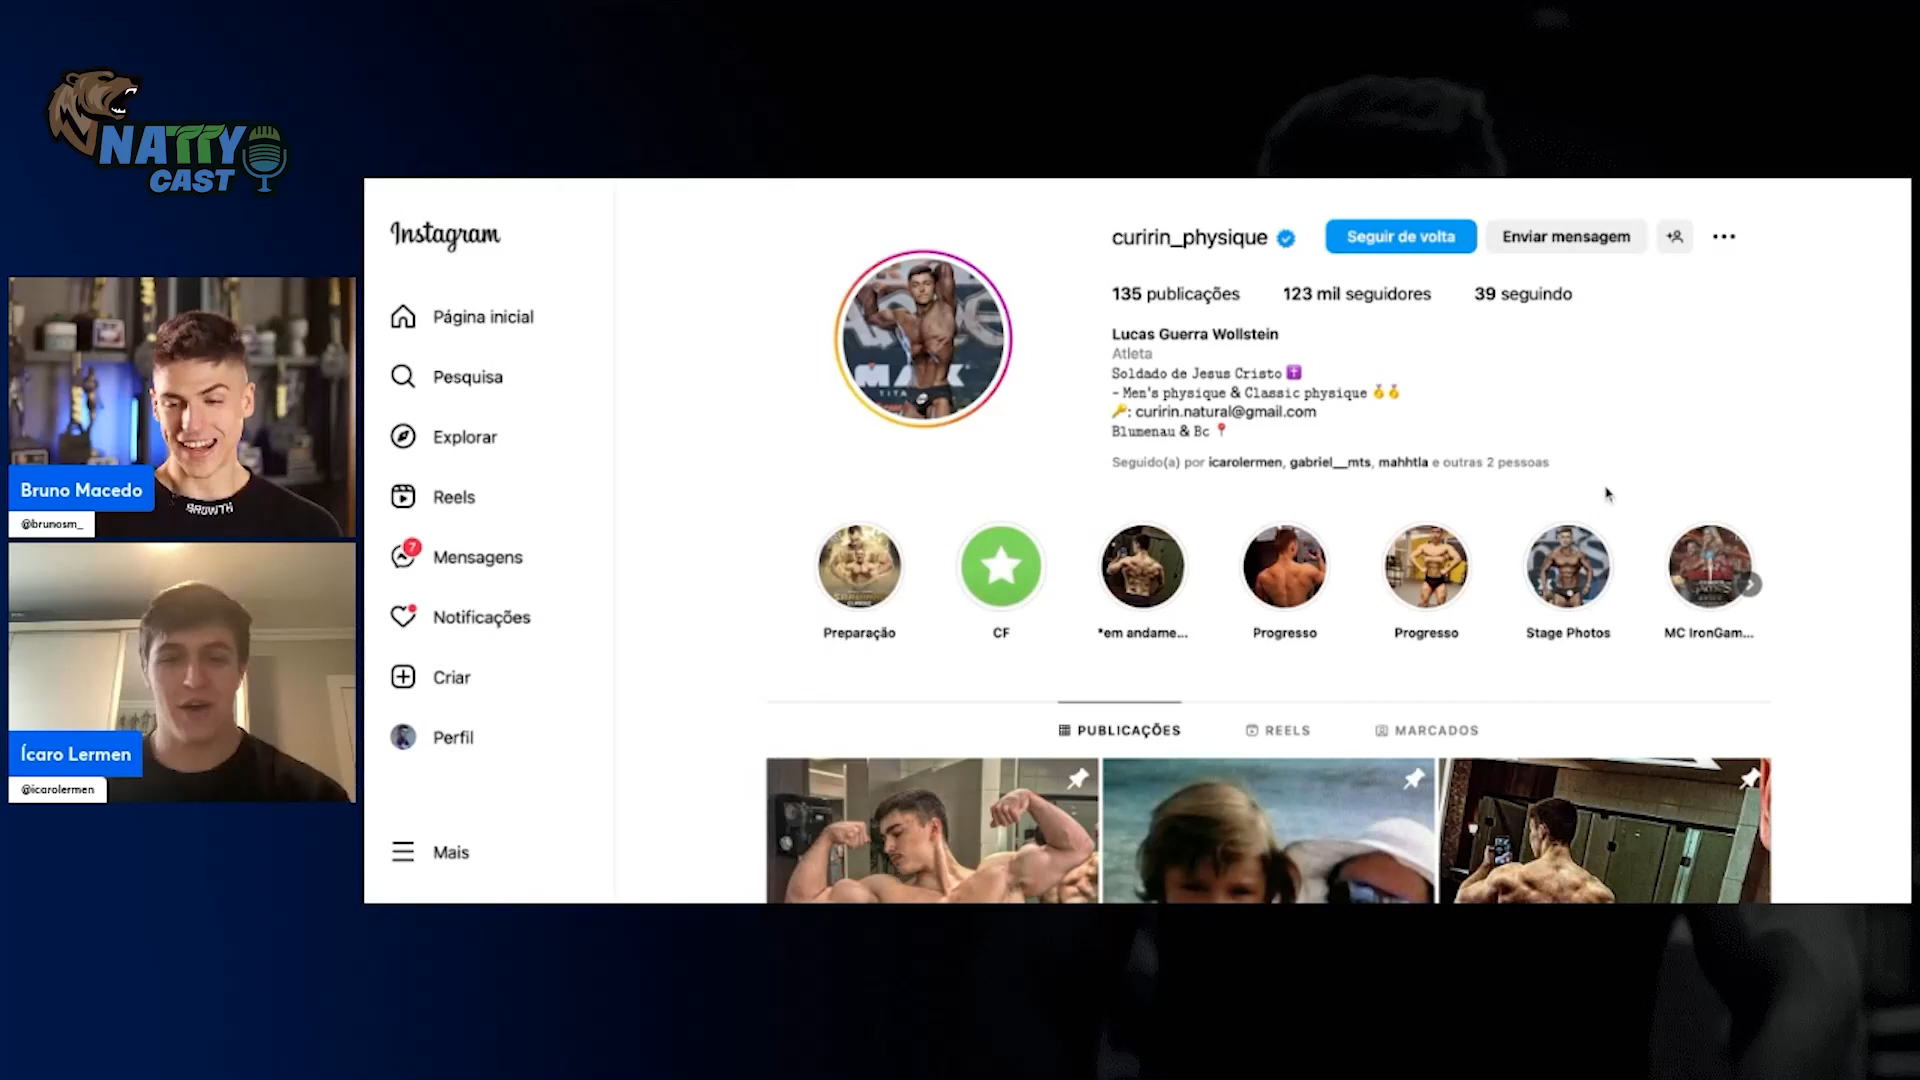 NATTY
CAST
Bruno Macedo
@brunosm_
GROWTH
Ícaro Lermen
@icarolermen
Instagram
Página inicial
Pesquisa
Explorar
Reels
7
Mensagens
Notificações
Criar
Perfil
Mais
curirin_physique
Seguir de volta
Enviar mensagem
135 publicações 123 mil seguidores 39 seguindo
Lucas Guerra Wollstein
Atleta
Soldado de Jesus Cristo ✝️
- Men's physique & Classic physique 🥇🥇
🔑: curirin.natural@gmail.com
Blumenau & Bc 📍
Seguido(a) por icarolermen, gabriel__mts, mahhtla e outras 2 pessoas
Preparação
CF
*em andame...
Progresso
Progresso
Stage Photos
MC IronGam...
PUBLICAÇÕES
REELS
MARCADOS